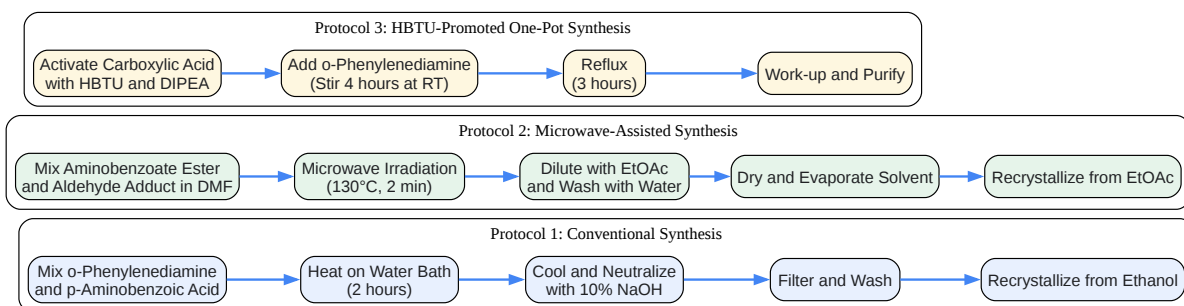 Protocol 3: HBTU-Promoted One-Pot Synthesis
Activate Carboxylic Acid
with HBTU and DIPEA
Add o-Phenylenediamine
(Stir 4 hours at RT)
Reflux
(3 hours)
Work-up and Purify
Protocol 2: Microwave-Assisted Synthesis
Mix Aminobenzoate Ester
and Aldehyde Adduct in DMF
Microwave Irradiation
(130°C, 2 min)
Dilute with EtOAc
and Wash with Water
Dry and Evaporate Solvent
Recrystallize from EtOAc
Protocol 1: Conventional Synthesis
Mix o-Phenylenediamine
and p-Aminobenzoic Acid
Heat on Water Bath
(2 hours)
Cool and Neutralize
with 10% NaOH
Filter and Wash
Recrystallize from Ethanol